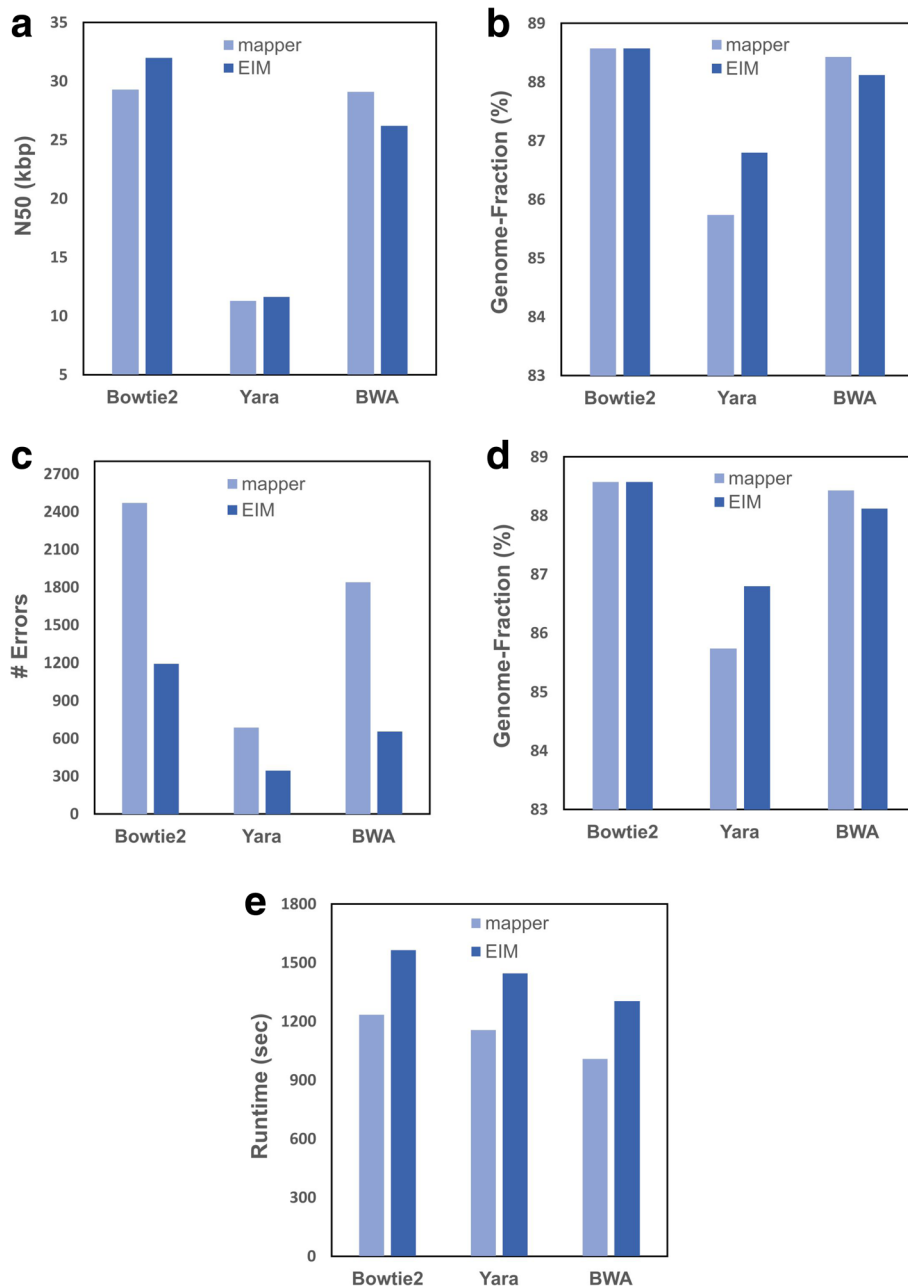 a
N50 (kbp)
35
31
25
21
15
10
5
mapper
EIM
Bowtie2 Yara BWA
b
Genome-Fraction (%)
89
88
87
86
85
84
83
mapper
EIM
Bowtie2 Yara BWA
c
# Errors
2700
2400
2100
1800
1500
1200
900
600
300
0
mapper
EIM
Bowtie2 Yara BWA
d
Genome-Fraction (%)
89
88
87
86
85
84
83
mapper
EIM
Bowtie2 Yara BWA
e
Runtime (sec)
1800
1500
1200
900
600
300
0
mapper
EIM
Bowtie2 Yara BWA